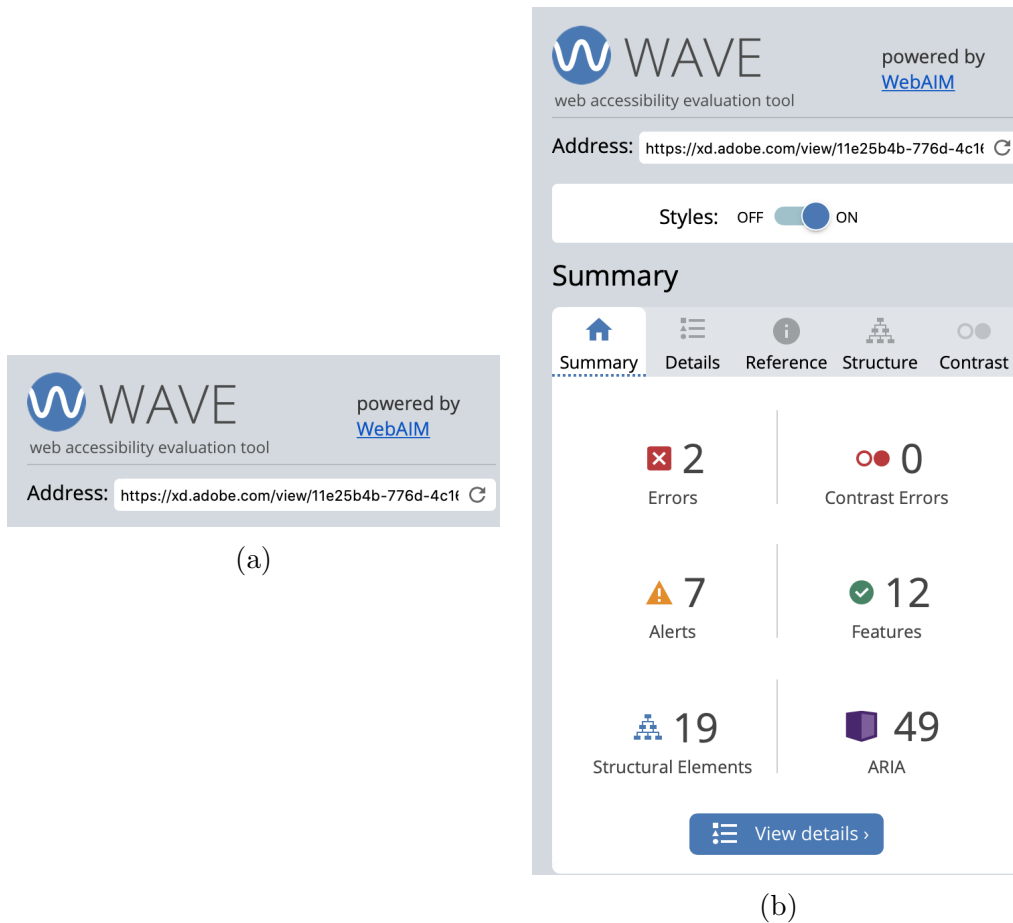 WAVE
powered by
WebAIM
web accessibility evaluation tool
Address: https://xd.adobe.com/view/11e25b4b-776d-4c1
(a)
WAVE
powered by
WebAIM
web accessibility evaluation tool
Address: https://xd.adobe.com/view/11e25b4b-776d-4c1
Styles: OFF ON
Summary
Summary Details Reference Structure Contrast
2 0
Errors Contrast Errors
7 12
Alerts Features
19 49
Structural Elements ARIA
View details ›
(b)